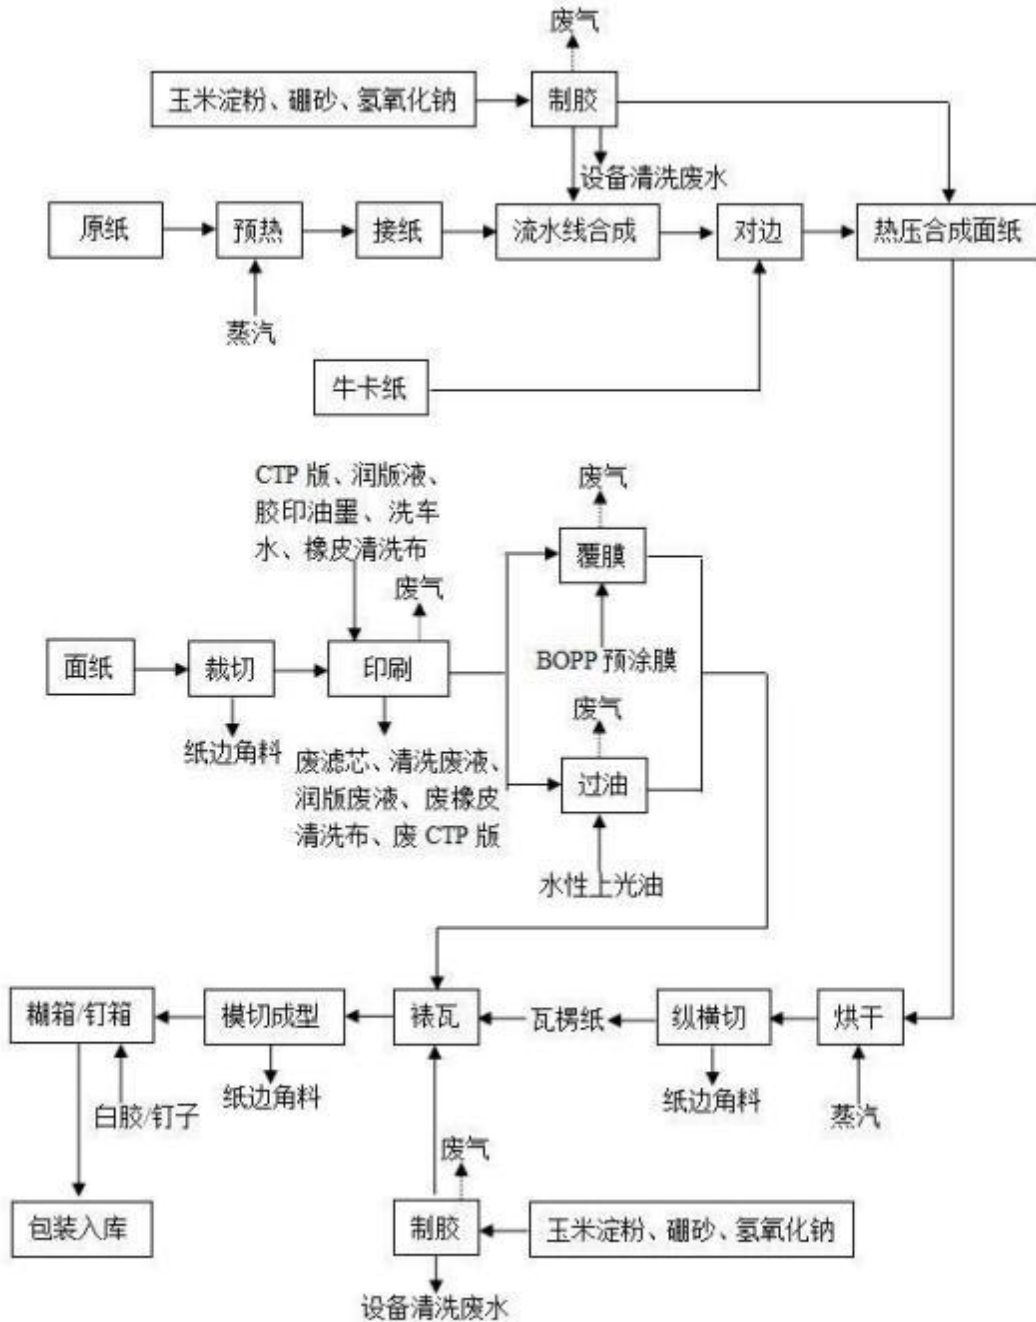 废气
玉米淀粉、硼砂、氢氧化钠
制胶
设备清洗废水
原纸
预热
接纸
流水线合成
对边
热压合成面纸
蒸汽
牛卡纸
CTP 版、润版液、
胶印油墨、洗车
水、橡皮清洗布
废气
废气
覆膜
BOPP 预涂膜
面纸
裁切
印刷
废气
纸边角料
废滤芯、清洗废液、
润版废液、废橡皮
清洗布、废 CTP 版
过油
水性上光油
糊箱/钉箱
模切成型
裱瓦
瓦楞纸
纵横切
烘干
白胶/钉子
纸边角料
纸边角料
蒸汽
废气
包装入库
制胶
玉米淀粉、硼砂、氢氧化钠
设备清洗废水